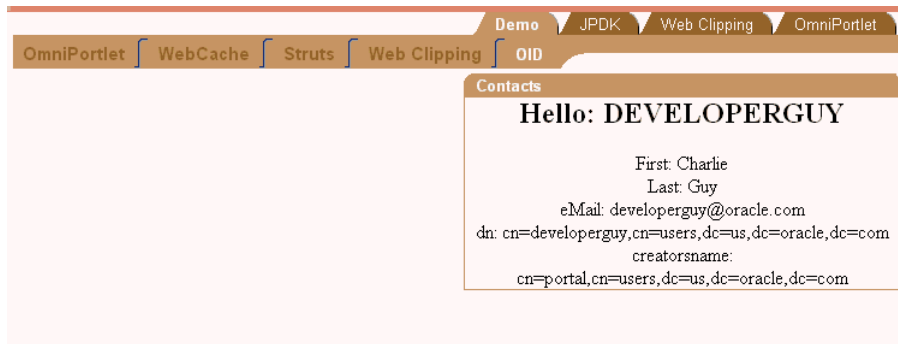 Demo JPDK Web Clipping OmniPortlet
OmniPortlet WebCache Struts Web Clipping OID
Contacts
Hello: DEVELOPERGUY
First: Charlie
Last: Guy
eMail: developerguy@oracle.com
dn: cn=developerguy,cn=users,dc=us,dc=oracle,dc=com
creatorsname:
cn=portal,cn=users,dc=us,dc=oracle,dc=com